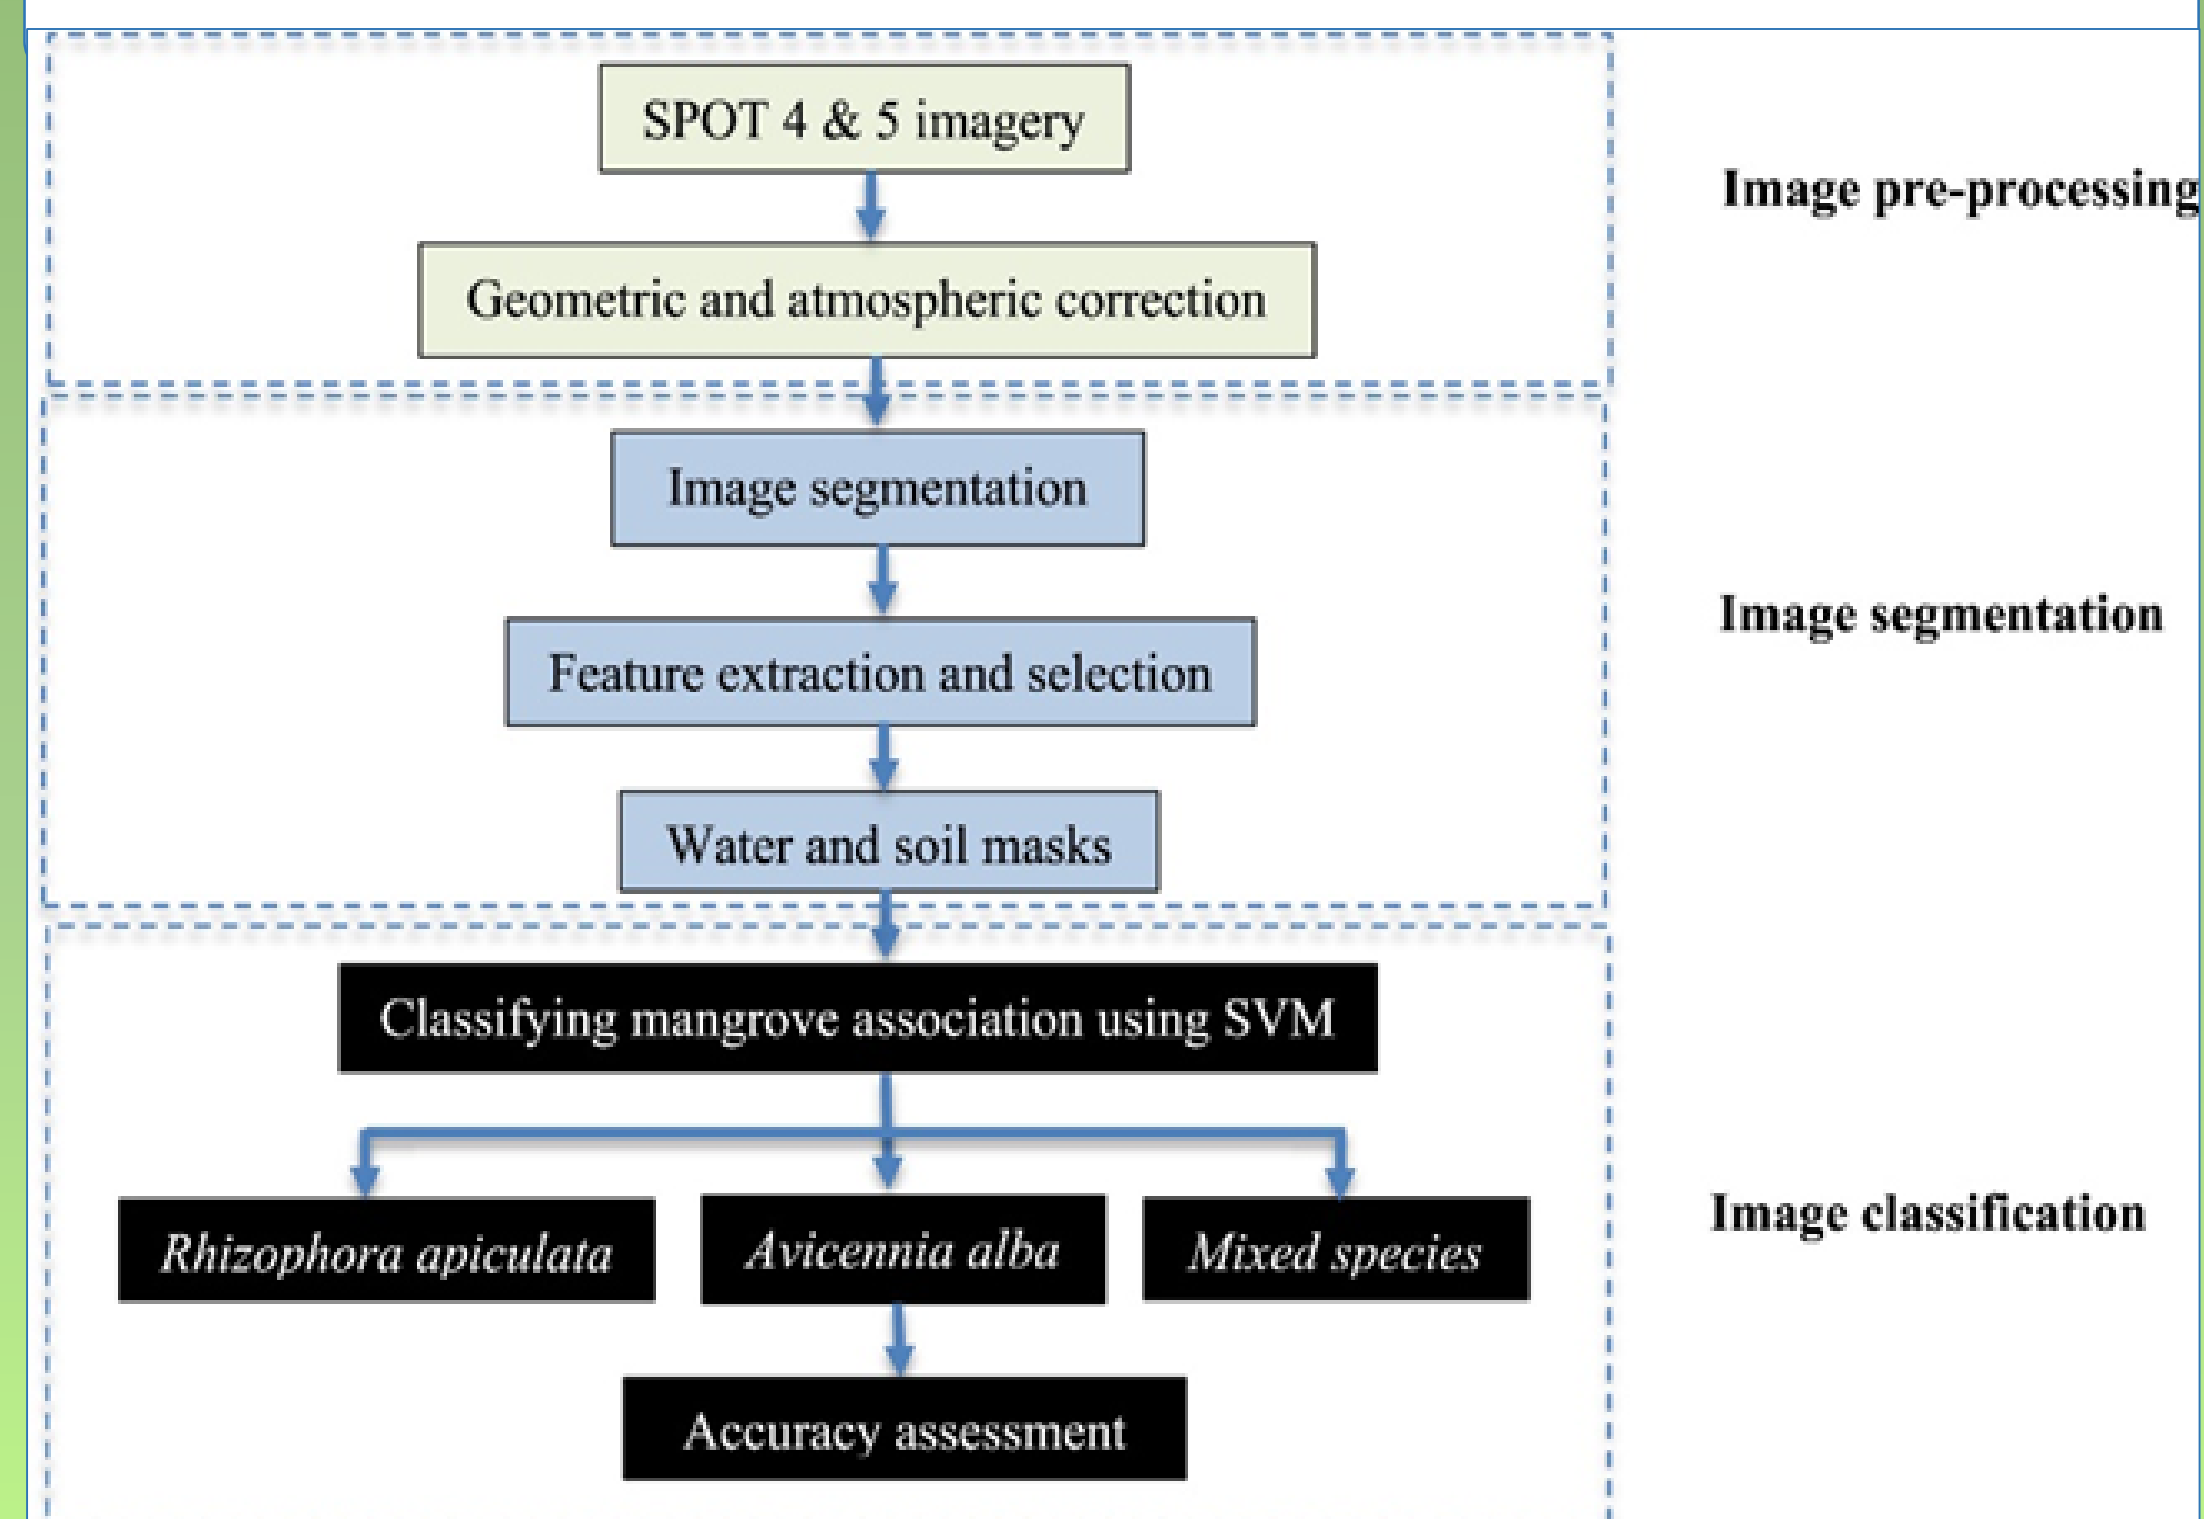 SPOT 4 & 5 imagery
Image pre-processing
Geometric and atmospheric correction
Image segmentation
Image segmentation
Feature extraction and selection
Water and soil masks
Classifying mangrove association using SVM
Rhizophora apiculata
Avicennia alba
Mixed species
Image classification
Accuracy assessment